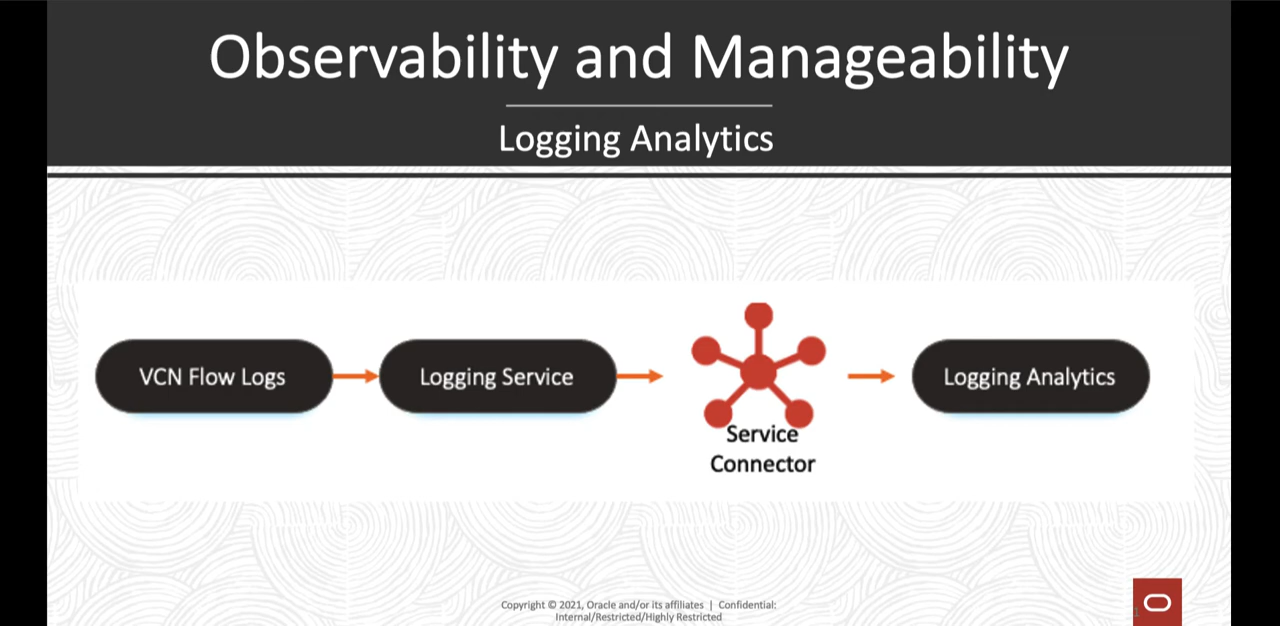 Observability and Manageability
Logging Analytics
VCN Flow Logs
Logging Service
Service
Connector
Logging Analytics
Copyright © 2021, Oracle and/or its affiliates | Confidential:
Internal/Restricted/Highly Restricted
1